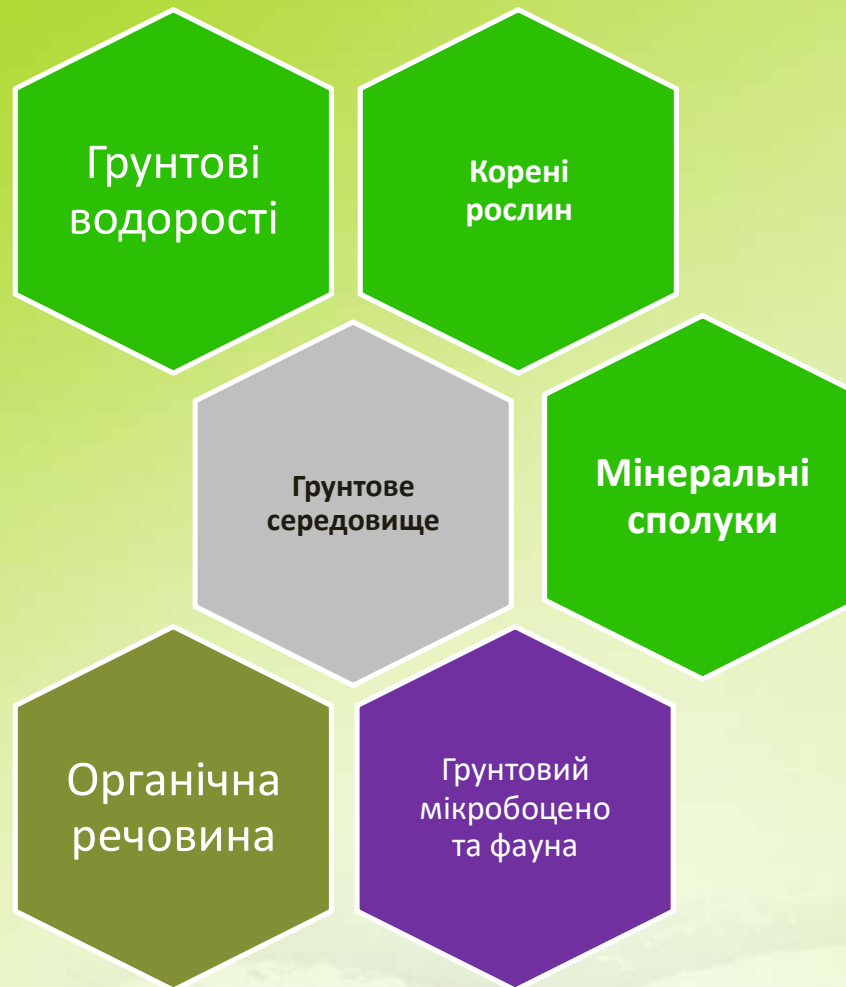 Грунтові
водорості
Корені
рослин
Грунтове
середовище
Мінеральні
сполуки
Органічна
речовина
Грунтовий
мікробоцено
та фауна